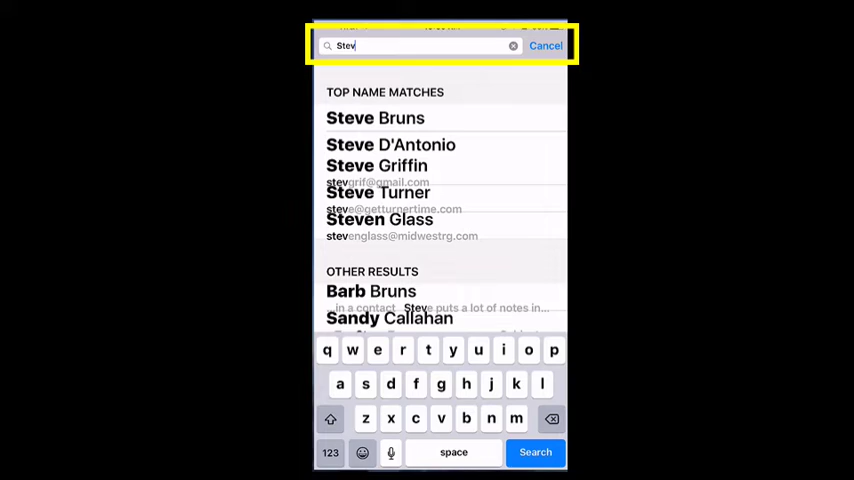 Stev
Cancel
TOP NAME MATCHES
Steve Bruns
Steve D'Antonio
Steve Griffin
stevgrif@gmail.com
Steve Turner
steve@getturnertime.com
Steven Glass
stevenglass@midwestrg.com
OTHER RESULTS
Barb Bruns
...in a contact Steve puts a lot of notes in...
Sandy Callahan
q w e r t y u i o p
a s d f g h j k l
z x c v b n m
123 space Search